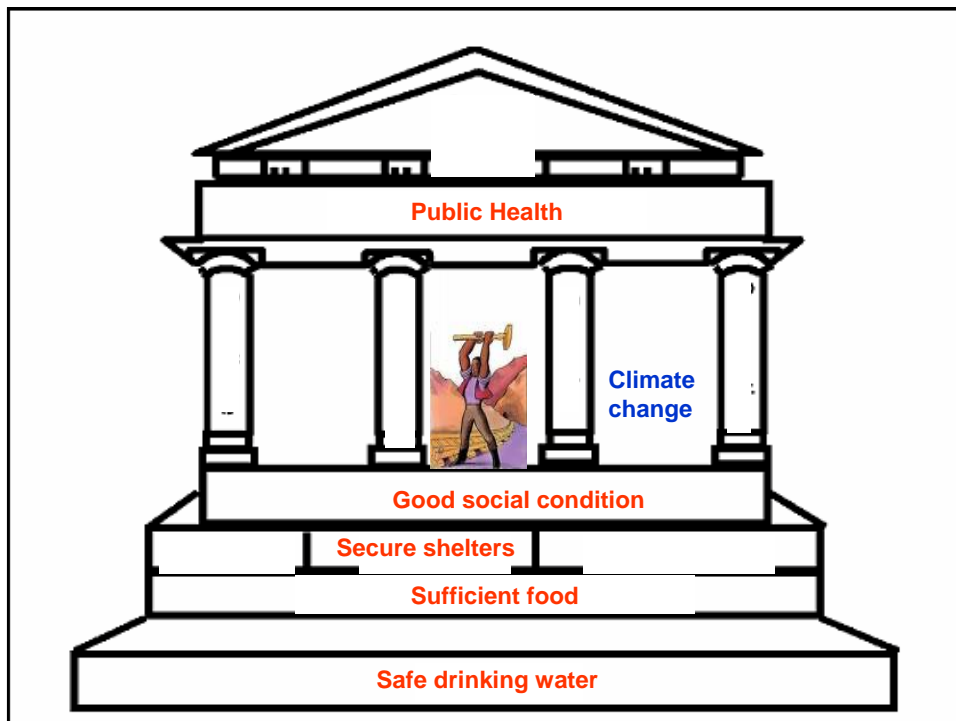 Public Health
Climate
change
Good social condition
Secure shelters
Sufficient food
Safe drinking water